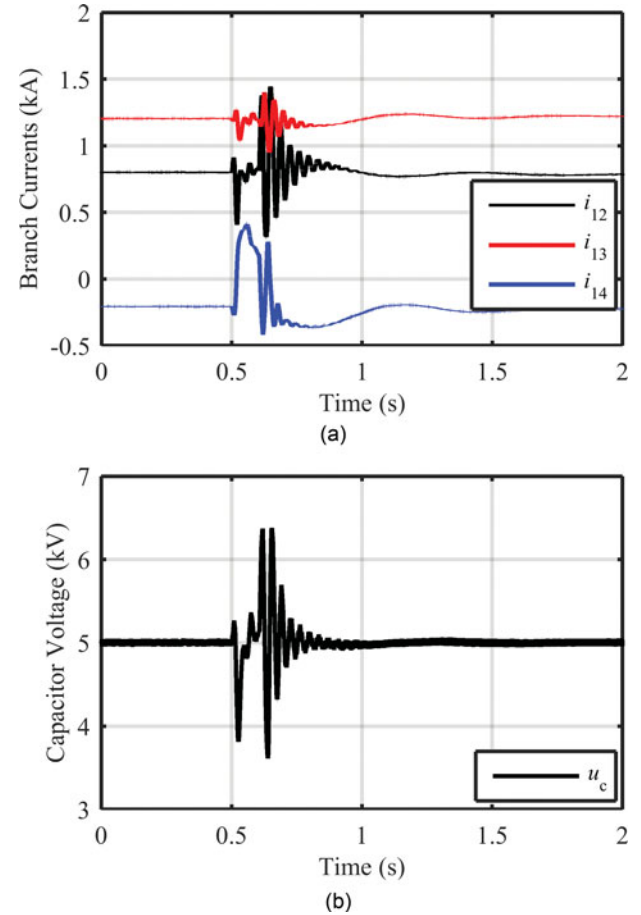 2
1.5
1
0.5
0
-0.5
Branch Currents (kA)
i12
i13
i14
0 0.5 1 1.5 2
Time (s)
(a)
7
6
5
4
3
Capacitor Voltage (kV)
uc
0 0.5 1 1.5 2
Time (s)
(b)